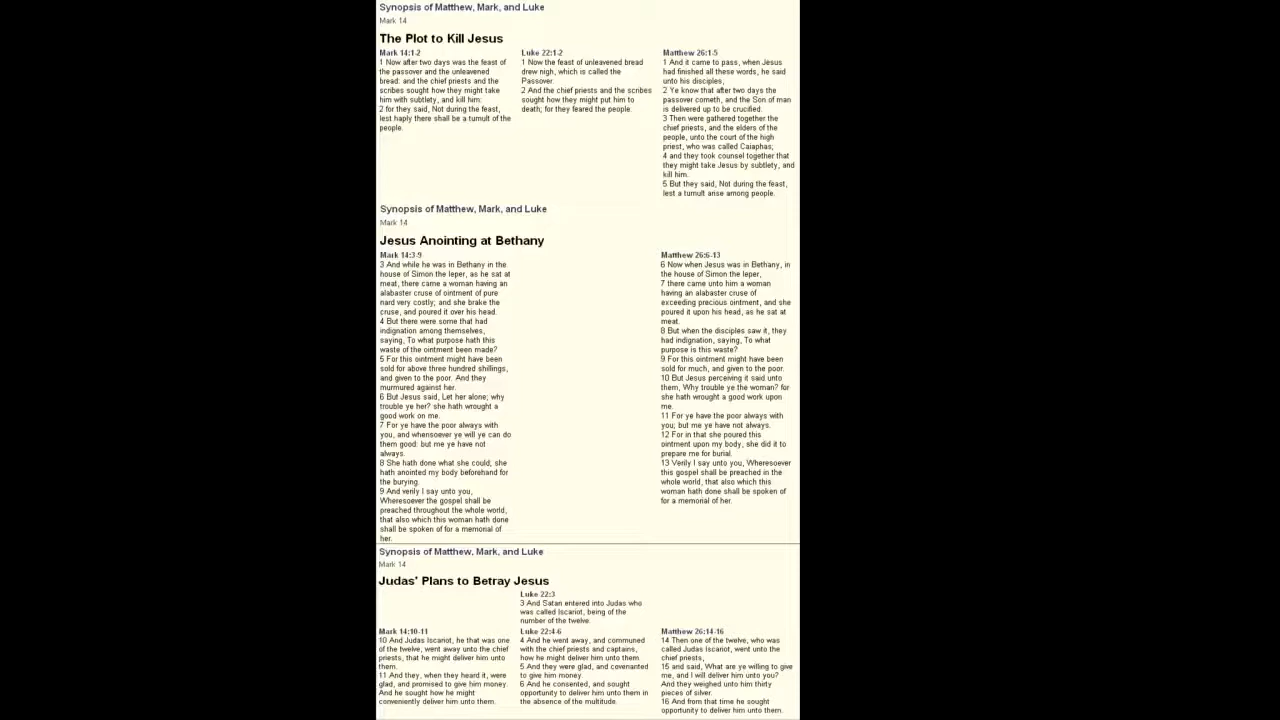 Synopsis of Matthew, Mark, and Luke
Mark 14
The Plot to Kill Jesus
Mark 14:1-2
1 Now after two days was the feast of
the passover and the unleavened
bread: and the chief priests and the
scribes sought how they might take
him with subtlety, and kill him:
2 for they said, Not during the feast,
lest haply there shall be a tumult of the
people.
Luke 22:1-2
1 Now the feast of unleavened bread
drew nigh, which is called the
Passover.
2 And the chief priests and the scribes
sought how they might put him to
death; for they feared the people.
Matthew 26:1-5
1 And it came to pass, when Jesus
had finished all these words, he said
unto his disciples,
2 Ye know that after two days the
passover cometh, and the Son of man
is delivered up to be crucified.
3 Then were gathered together the
chief priests, and the elders of the
people, unto the court of the high
priest, who was called Caiaphas;
4 and they took counsel together that
they might take Jesus by subtlety, and
kill him.
5 But they said, Not during the feast,
lest a tumult arise among people.
Synopsis of Matthew, Mark, and Luke
Mark 14
Jesus Anointing at Bethany
Mark 14:3-9
3 And while he was in Bethany in the
house of Simon the leper, as he sat at
meat, there came a woman having an
alabaster cruse of ointment of pure
nard very costly; and she brake the
cruse, and poured it over his head.
4 But there were some that had
indignation among themselves,
saying, To what purpose hath this
waste of the ointment been made?
5 For this ointment might have been
sold for above three hundred shillings,
and given to the poor. And they
murmured against her.
6 But Jesus said, Let her alone; why
trouble ye her? she hath wrought a
good work on me.
7 For ye have the poor always with
you, and whensoever ye will ye can do
them good: but me ye have not
always.
8 She hath done what she could; she
hath anointed my body beforehand for
the burying.
9 And verily I say unto you,
Wheresoever the gospel shall be
preached throughout the whole world,
that also which this woman hath done
shall be spoken of for a memorial of
her.
Matthew 26:6-13
6 Now when Jesus was in Bethany, in
the house of Simon the leper,
7 there came unto him a woman
having an alabaster cruse of
exceeding precious ointment, and she
poured it upon his head, as he sat at
meat.
8 But when the disciples saw it, they
had indignation, saying, To what
purpose is this waste?
9 For this ointment might have been
sold for much, and given to the poor.
10 But Jesus perceiving it said unto
them, Why trouble ye the woman? for
she hath wrought a good work upon
me.
11 For ye have the poor always with
you; but me ye have not always.
12 For in that she poured this
ointment upon my body, she did it to
prepare me for burial.
13 Verily I say unto you, Wheresoever
this gospel shall be preached in the
whole world, that also which this
woman hath done shall be spoken of
for a memorial of her.
Synopsis of Matthew, Mark, and Luke
Mark 14
Judas' Plans to Betray Jesus
Luke 22:3
3 And Satan entered into Judas who
was called Iscariot, being of the
number of the twelve.
Mark 14:10-11
10 And Judas Iscariot, he that was one
of the twelve, went away unto the chief
priests, that he might deliver him unto
them.
11 And they, when they heard it, were
glad, and promised to give him money.
And he sought how he might
conveniently deliver him unto them.
Luke 22:4-6
4 And he went away, and communed
with the chief priests and captains,
how he might deliver him unto them.
5 And they were glad, and covenanted
to give him money.
6 And he consented, and sought
opportunity to deliver him unto them in
the absence of the multitude.
Matthew 26:14-16
14 Then one of the twelve, who was
called Judas Iscariot, went unto the
chief priests,
15 and said, What are ye willing to give
me, and I will deliver him unto you?
And they weighed unto him thirty
pieces of silver.
16 And from that time he sought
opportunity to deliver him unto them.